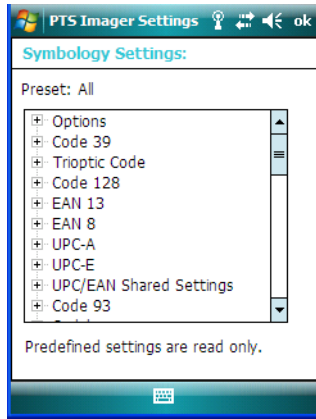 PTS Imager Settings ok
Symbology Settings:
Preset: All
Options
Code 39
Trioptic Code
Code 128
EAN 13
EAN 8
UPC-A
UPC-E
UPC/EAN Shared Settings
Code 93
Predefined settings are read only.